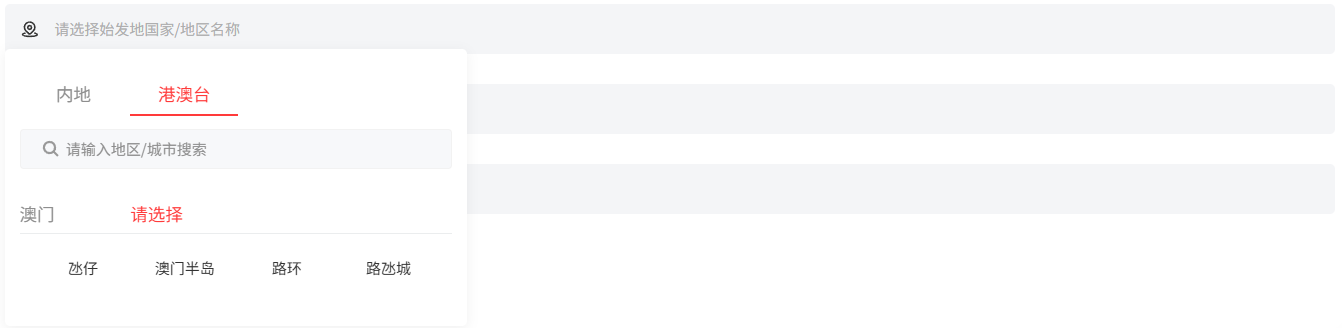 请选择始发地国家/地区名称
内地 港澳台
请输入地区/城市搜索
澳门 请选择
氹仔 澳门半岛 路环 路氹城